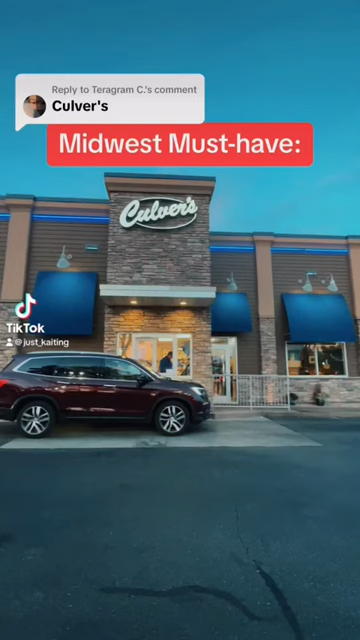 Reply to Teragram C.'s comment
Culver's
Midwest Must-have:
Culver's
TikTok
@just_kaiting